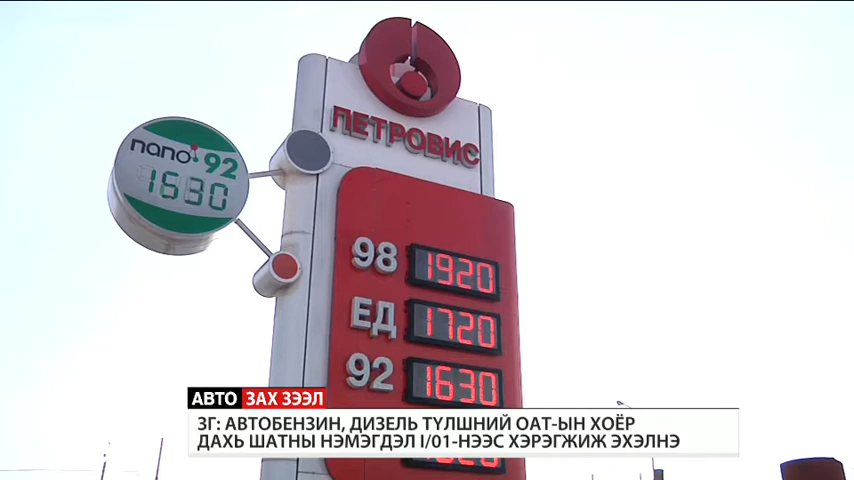 ПЕТРОВИС
nano 92
1630
98 1920
ЕД 1720
92 1630
АВТО ЗАХ ЗЭЭЛ
ЗГ: АВТОБЕНЗИН, ДИЗЕЛЬ ТҮЛШНИЙ ОАТ-ЫН ХОЁР
ДАХЬ ШАТНЫ НЭМЭГДЭЛ I/01-НЭЭС ХЭРЭГЖИЖ ЭХЭЛНЭ